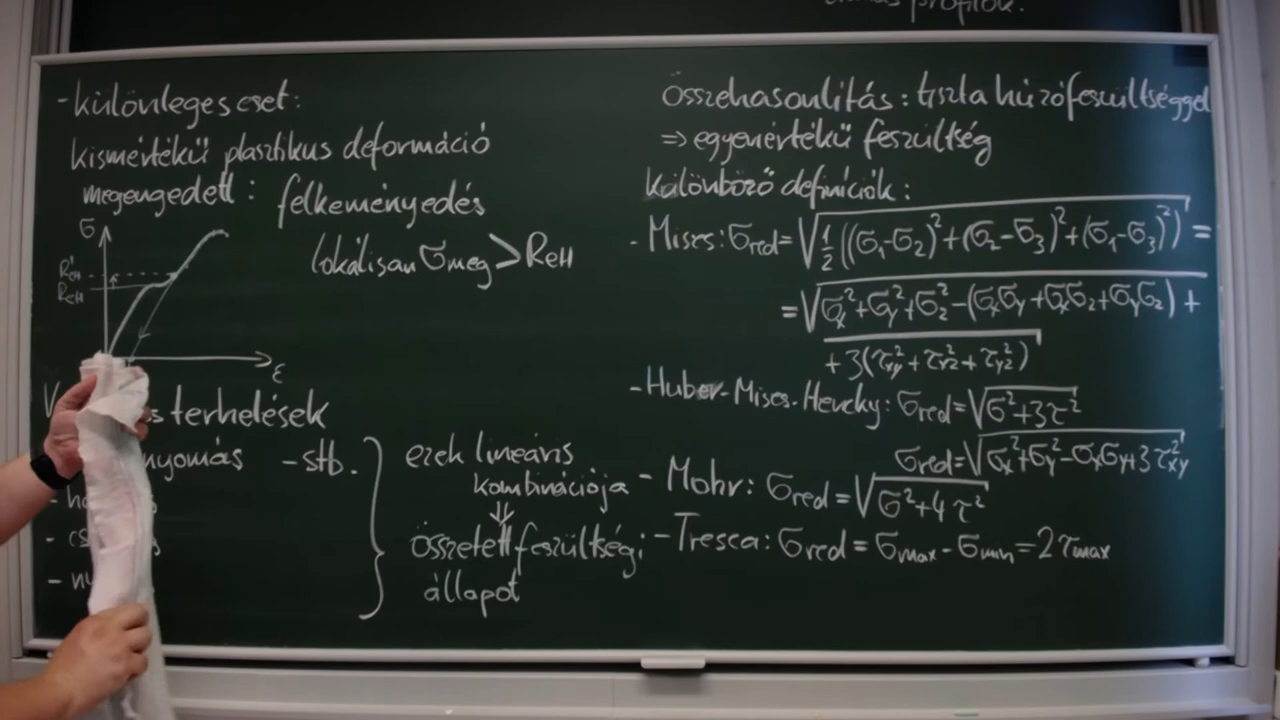 - különleges eset:
kismértékű plasztikus deformáció
megengedett: felkeményedés
lokálisan σmeg > ReH
σ
R'eH
ReH
ε
terhelések
nyomás - stb.
ezek lineáris
kombinációja
⇓
összetett feszültségi
állapot
profilok.
Összehasonlítás: tiszta húzófeszültséggel
⇒ egyenértékű feszültség
Különböző definíciók:
- Mises: σred = √(½((σ1-σ2)²+(σ2-σ3)²+(σ1-σ3)²)) =
= √(σx²+σy²+σz²-(σxσy+σxσz+σyσz)+
+3(τxy²+τxz²+τyz²))
- Huber-Mises-Hencky: σred = √(σ²+3τ²)
σred = √(σx²+σy²-σxσy+3τxy²)
- Mohr: σred = √(σ²+4τ²)
- Tresca: σred = σmax - σmin = 2τmax